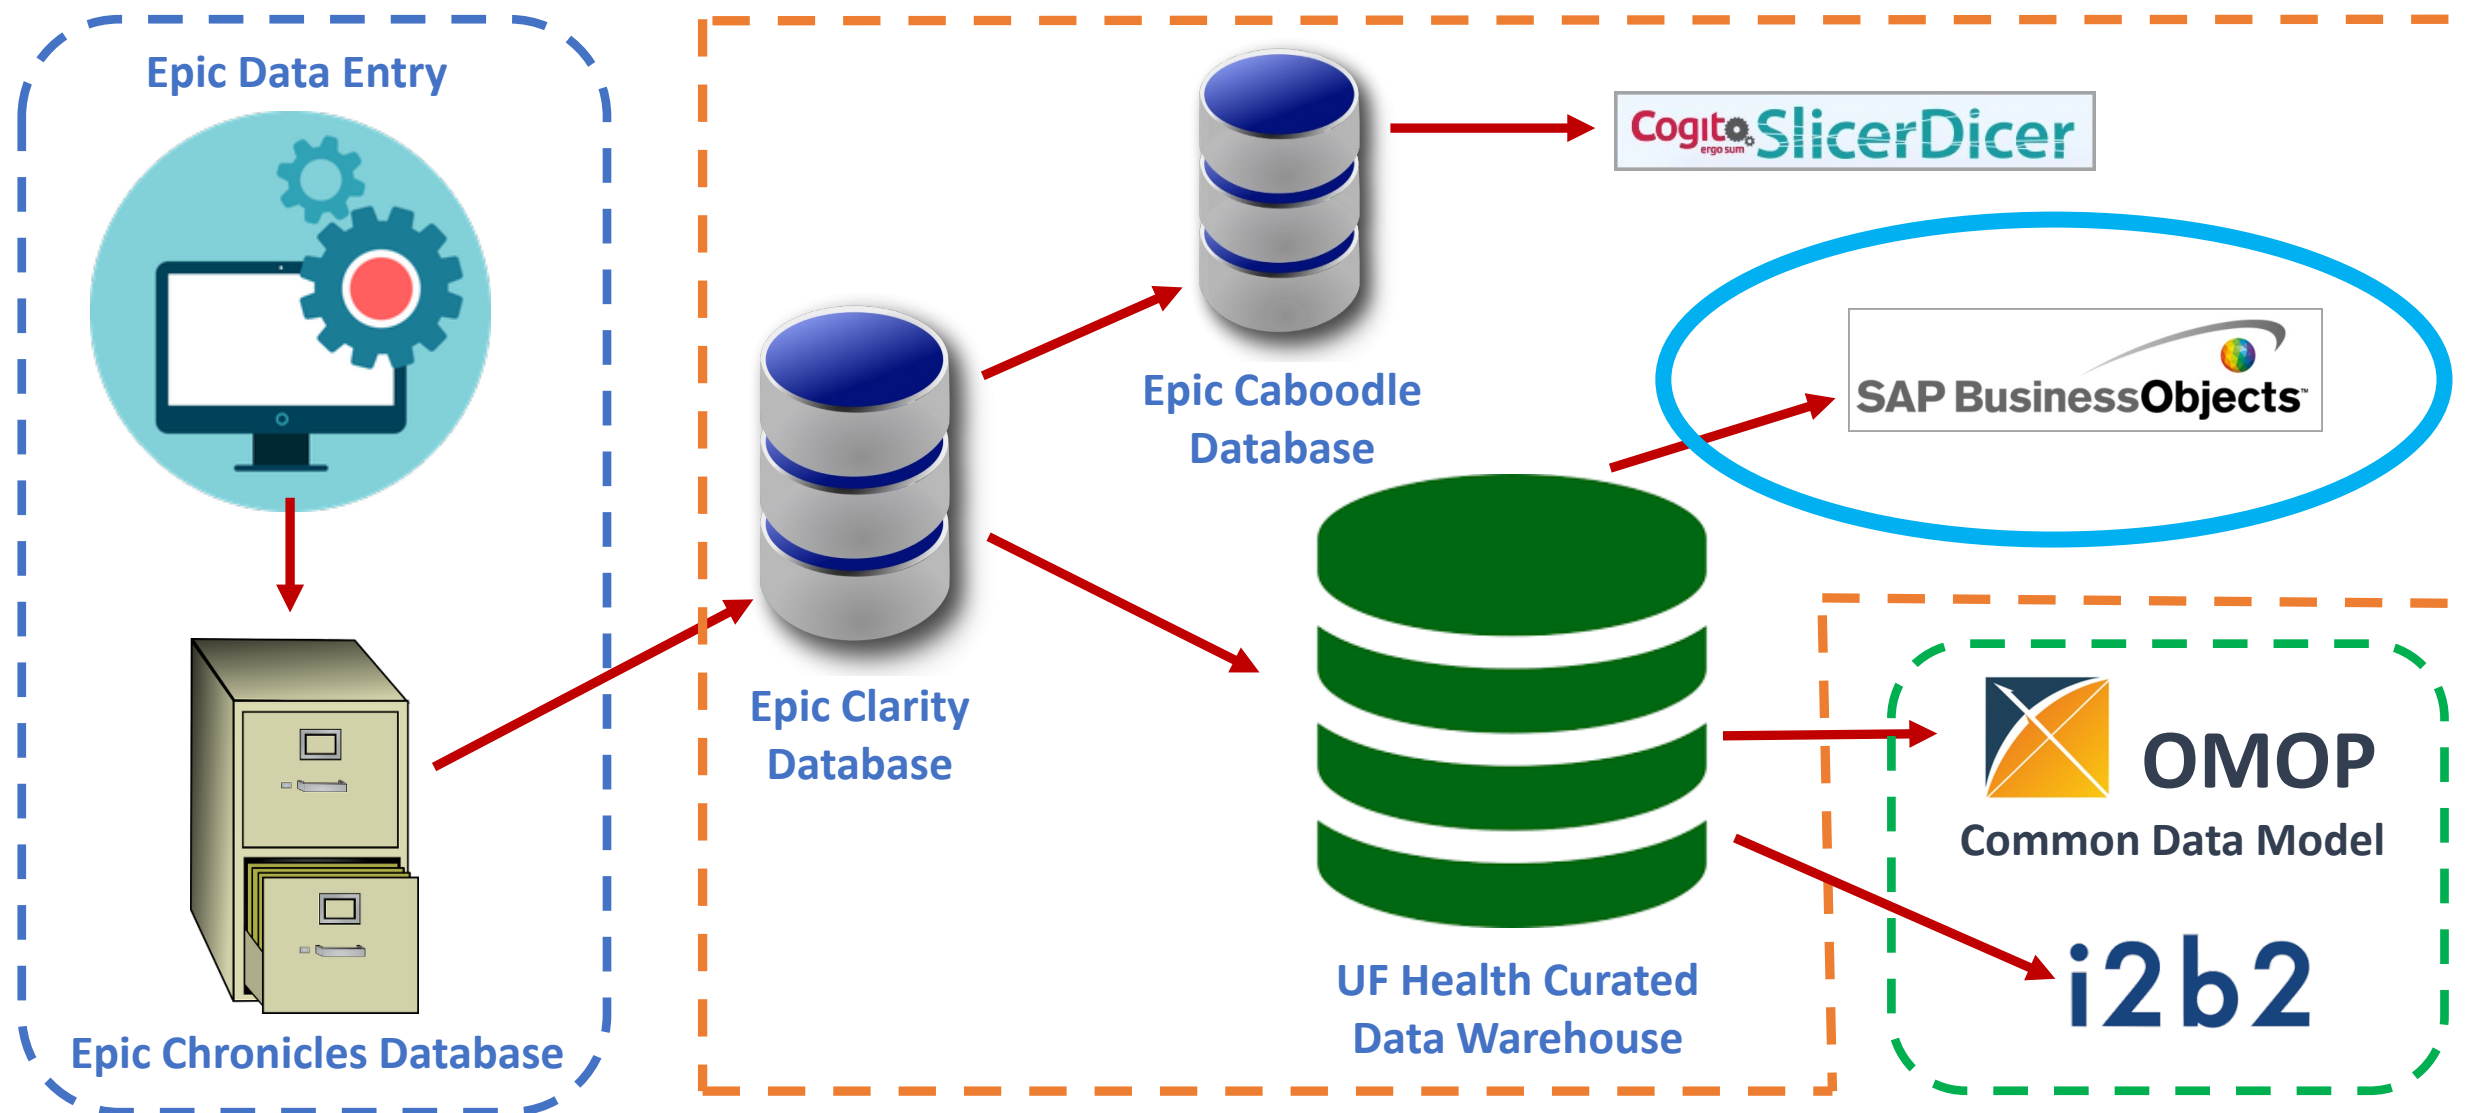 Epic Data Entry
Epic Chronicles Database
Epic Clarity
Database
Epic Caboodle
Database
Cogito
ergo sum
SlicerDicer
SAP BusinessObjects™
UF Health Curated
Data Warehouse
OMOP
Common Data Model
i2b2